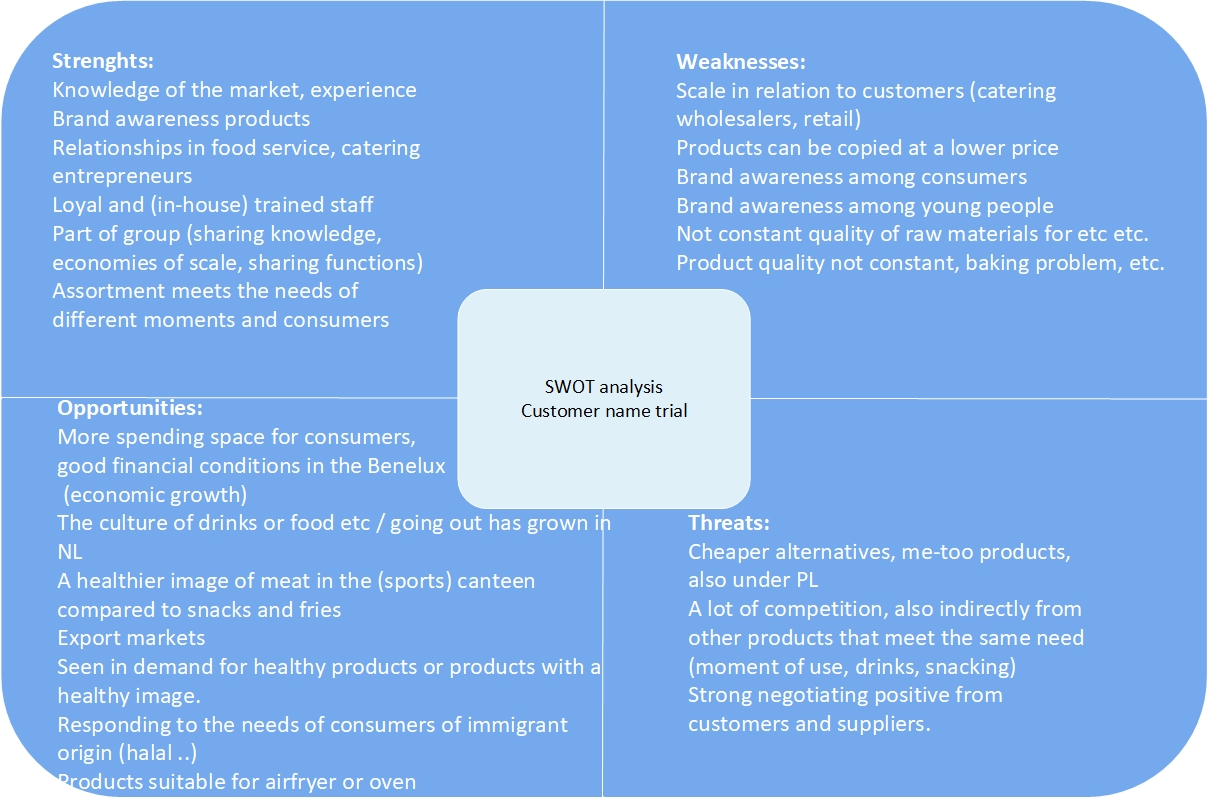 Strenghts:
Knowledge of the market, experience
Brand awareness products
Relationships in food service, catering
entrepreneurs
Loyal and (in-house) trained staff
Part of group (sharing knowledge,
economies of scale, sharing functions)
Assortment meets the needs of
different moments and consumers
Weaknesses:
Scale in relation to customers (catering
wholesalers, retail)
Products can be copied at a lower price
Brand awareness among consumers
Brand awareness among young people
Not constant quality of raw materials for etc etc.
Product quality not constant, baking problem, etc.
SWOT analysis
Customer name trial
Opportunities:
More spending space for consumers,
good financial conditions in the Benelux
(economic growth)
The culture of drinks or food etc / going out has grown in
NL
A healthier image of meat in the (sports) canteen
compared to snacks and fries
Export markets
Seen in demand for healthy products or products with a
healthy image.
Responding to the needs of consumers of immigrant
origin (halal ..)
Products suitable for airfryer or oven
Threats:
Cheaper alternatives, me-too products,
also under PL
A lot of competition, also indirectly from
other products that meet the same need
(moment of use, drinks, snacking)
Strong negotiating positive from
customers and suppliers.